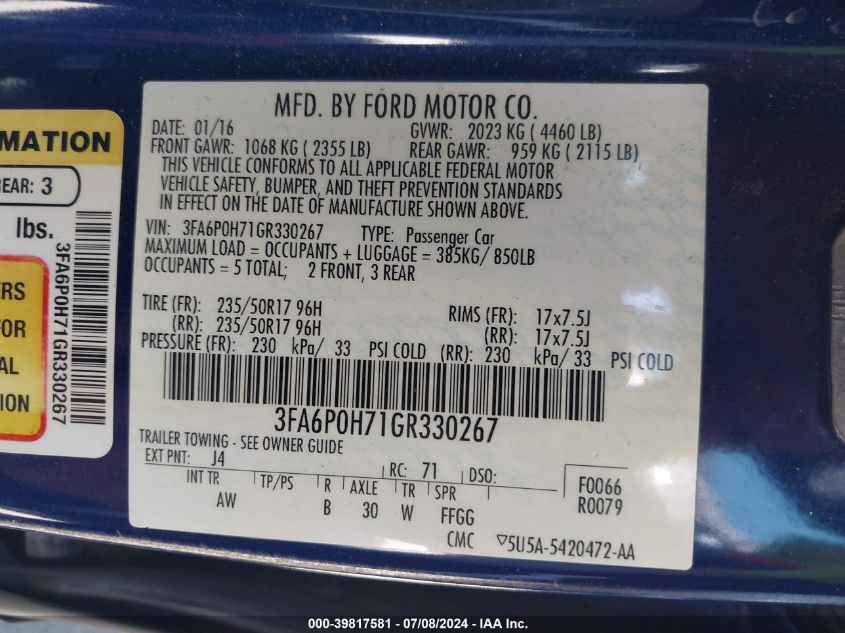 MFD. BY FORD MOTOR CO.
DATE: 01/16 GVWR: 2023 KG ( 4460 LB)
FRONT GAWR: 1068 KG ( 2355 LB) REAR GAWR: 959 KG ( 2115 LB)
THIS VEHICLE CONFORMS TO ALL APPLICABLE FEDERAL MOTOR
VEHICLE SAFETY, BUMPER, AND THEFT PREVENTION STANDARDS
IN EFFECT ON THE DATE OF MANUFACTURE SHOWN ABOVE.
VIN: 3FA6P0H71GR330267 TYPE: Passenger Car
MAXIMUM LOAD = OCCUPANTS + LUGGAGE = 385KG/ 850LB
OCCUPANTS = 5 TOTAL; 2 FRONT, 3 REAR
TIRE (FR): 235/50R17 96H RIMS (FR): 17x7.5J
(RR): 235/50R17 96H (RR): 17x7.5J
PRESSURE (FR): 230 kPa/ 33 PSI COLD (RR): 230 kPa/ 33 PSI COLD
3FA6P0H71GR330267
TRAILER TOWING - SEE OWNER GUIDE
EXT PNT: J4 RC: 71 DSO:
INT TR TP/PS R AXLE TR SPR
AW B 30 W FFGG
F0066
R0079
CMC 5U5A-5420472-AA
MATION
EAR: 3
lbs.
3FA6P0H71GR330267
ERS
FOR
AL
ION
000-39817581 / 07/08/2024 / IAA Inc.